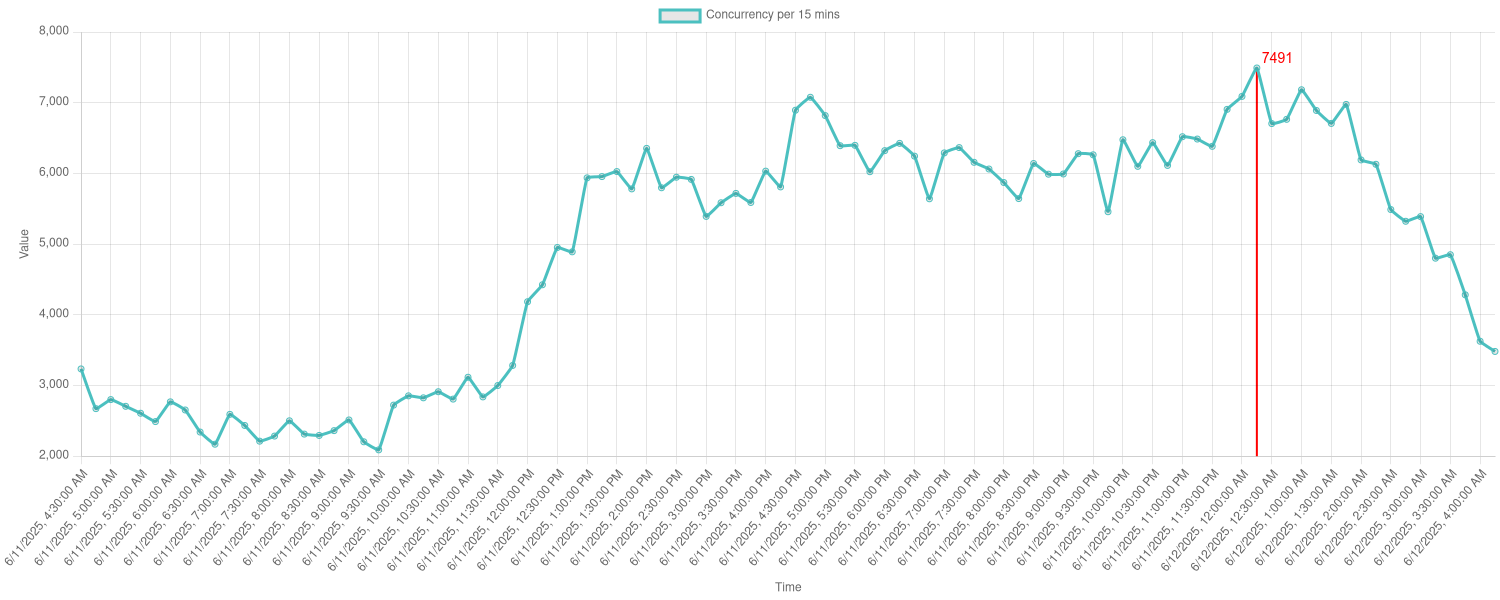 Concurrency per 15 mins
8,000
7,000
6,000
5,000
4,000
3,000
2,000
Value
7491
6/11/2025, 4:30:00 AM
6/11/2025, 5:00:00 AM
6/11/2025, 5:30:00 AM
6/11/2025, 6:00:00 AM
6/11/2025, 6:30:00 AM
6/11/2025, 7:00:00 AM
6/11/2025, 7:30:00 AM
6/11/2025, 8:00:00 AM
6/11/2025, 8:30:00 AM
6/11/2025, 9:00:00 AM
6/11/2025, 9:30:00 AM
6/11/2025, 10:00:00 AM
6/11/2025, 10:30:00 AM
6/11/2025, 11:00:00 AM
6/11/2025, 11:30:00 AM
6/11/2025, 12:00:00 PM
6/11/2025, 12:30:00 PM
6/11/2025, 1:00:00 PM
6/11/2025, 1:30:00 PM
6/11/2025, 2:00:00 PM
6/11/2025, 2:30:00 PM
6/11/2025, 3:00:00 PM
6/11/2025, 3:30:00 PM
6/11/2025, 4:00:00 PM
6/11/2025, 4:30:00 PM
6/11/2025, 5:00:00 PM
6/11/2025, 5:30:00 PM
6/11/2025, 6:00:00 PM
6/11/2025, 6:30:00 PM
6/11/2025, 7:00:00 PM
6/11/2025, 7:30:00 PM
6/11/2025, 8:00:00 PM
6/11/2025, 8:30:00 PM
6/11/2025, 9:00:00 PM
6/11/2025, 9:30:00 PM
6/11/2025, 10:00:00 PM
6/11/2025, 10:30:00 PM
6/11/2025, 11:00:00 PM
6/11/2025, 11:30:00 PM
6/12/2025, 12:00:00 AM
6/12/2025, 12:30:00 AM
6/12/2025, 1:00:00 AM
6/12/2025, 1:30:00 AM
6/12/2025, 2:00:00 AM
6/12/2025, 2:30:00 AM
6/12/2025, 3:00:00 AM
6/12/2025, 3:30:00 AM
6/12/2025, 4:00:00 AM
Time